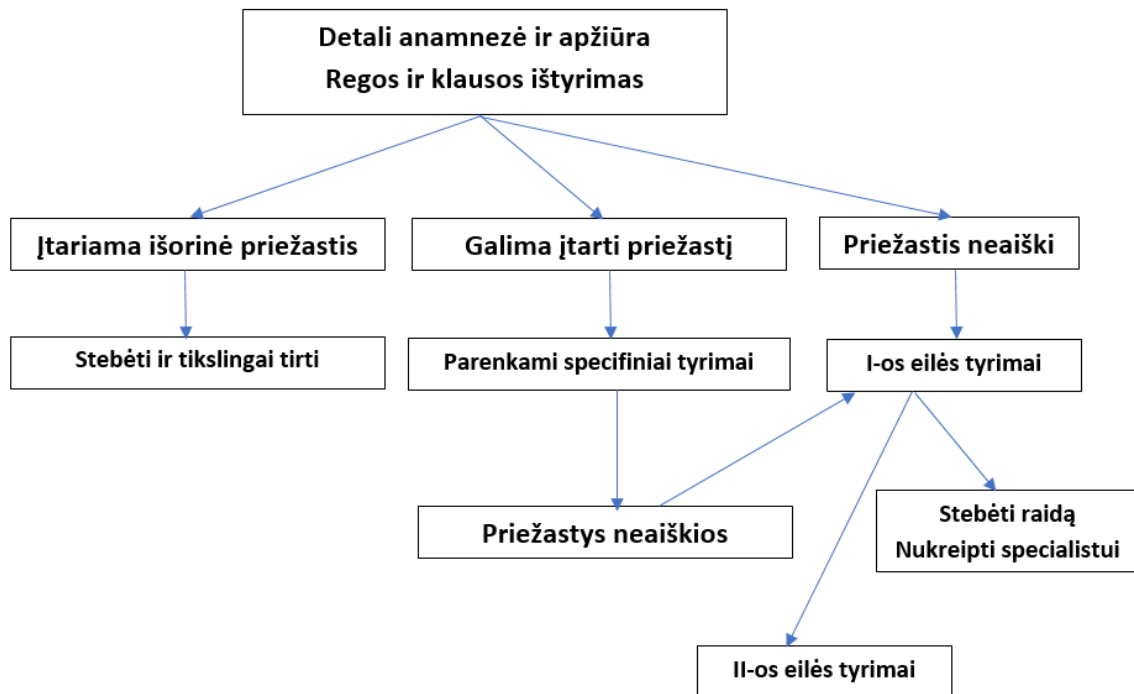 Detali anamnezė ir apžiūra
Regos ir klausos ištyrimas
Įtariama išorinė priežastis
Galima įtarti priežastį
Priežastis neaiški
Stebėti ir tikslingai tirti
Parenkami specifiniai tyrimai
I-os eilės tyrimai
Priežastys neaiškios
Stebėti raidą
Nukreipti specialistui
II-os eilės tyrimai